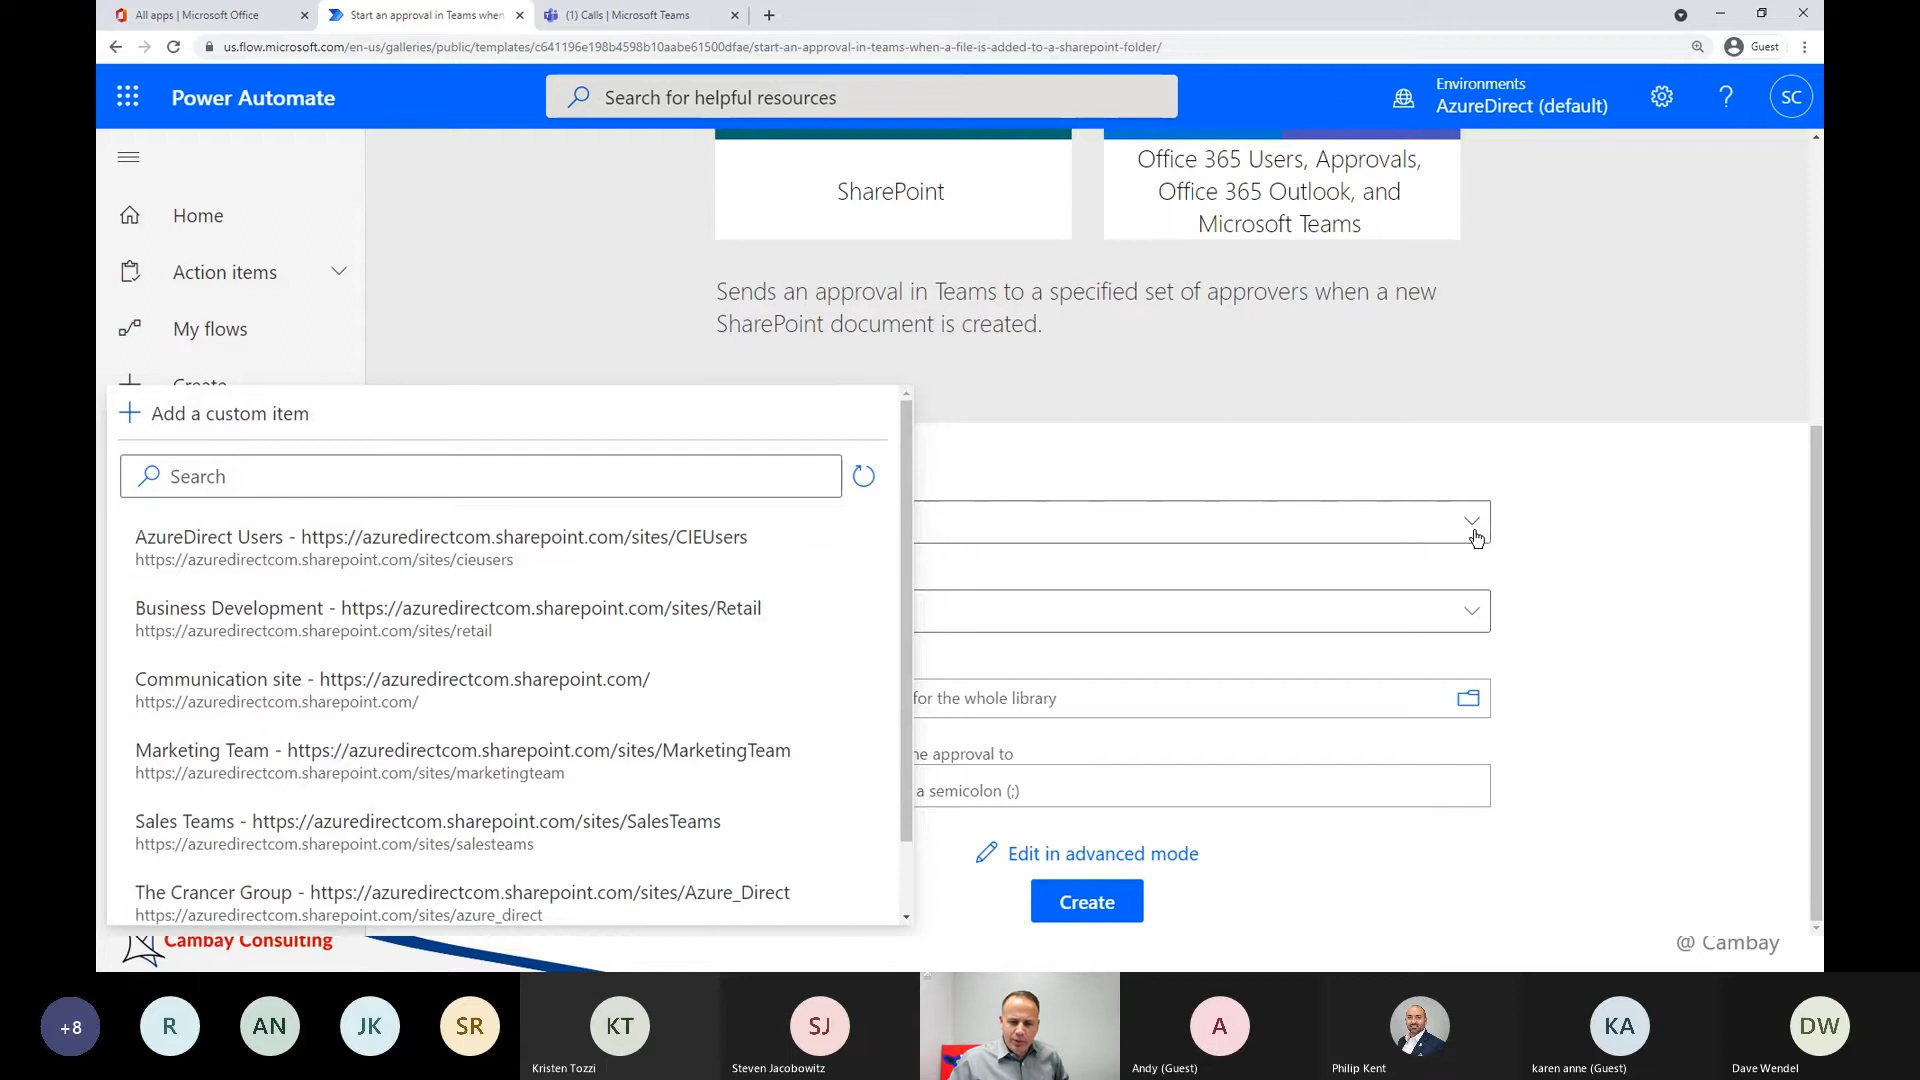 All apps | Microsoft Office
Start an approval in Teams when
(1) Calls | Microsoft Teams
us.flow.microsoft.com/en-us/galleries/public/templates/c641196e198b4598b10aabe61500dfae/start-an-approval-in-teams-when-a-file-is-added-to-a-sharepoint-folder/
Guest
Power Automate
Search for helpful resources
Environments
AzureDirect (default)
?
SC
Home
Action items
My flows
Create
SharePoint
Office 365 Users, Approvals,
Office 365 Outlook, and
Microsoft Teams
Sends an approval in Teams to a specified set of approvers when a new
SharePoint document is created.
Add a custom item
Search
AzureDirect Users - https://azuredirectcom.sharepoint.com/sites/CIEUsers
https://azuredirectcom.sharepoint.com/sites/cieusers
Business Development - https://azuredirectcom.sharepoint.com/sites/Retail
https://azuredirectcom.sharepoint.com/sites/retail
Communication site - https://azuredirectcom.sharepoint.com/
https://azuredirectcom.sharepoint.com/
Marketing Team - https://azuredirectcom.sharepoint.com/sites/MarketingTeam
https://azuredirectcom.sharepoint.com/sites/marketingteam
Sales Teams - https://azuredirectcom.sharepoint.com/sites/SalesTeams
https://azuredirectcom.sharepoint.com/sites/salesteams
The Crancer Group - https://azuredirectcom.sharepoint.com/sites/Azure_Direct
https://azuredirectcom.sharepoint.com/sites/azure_direct
for the whole library
he approval to
a semicolon (;)
Edit in advanced mode
Create
Cambay Consulting
@ Cambay
+8
R
AN
JK
SR
KT
SJ
A
KA
DW
Kristen Tozzi
Steven Jacobowitz
Andy (Guest)
Philip Kent
karen anne (Guest)
Dave Wendel